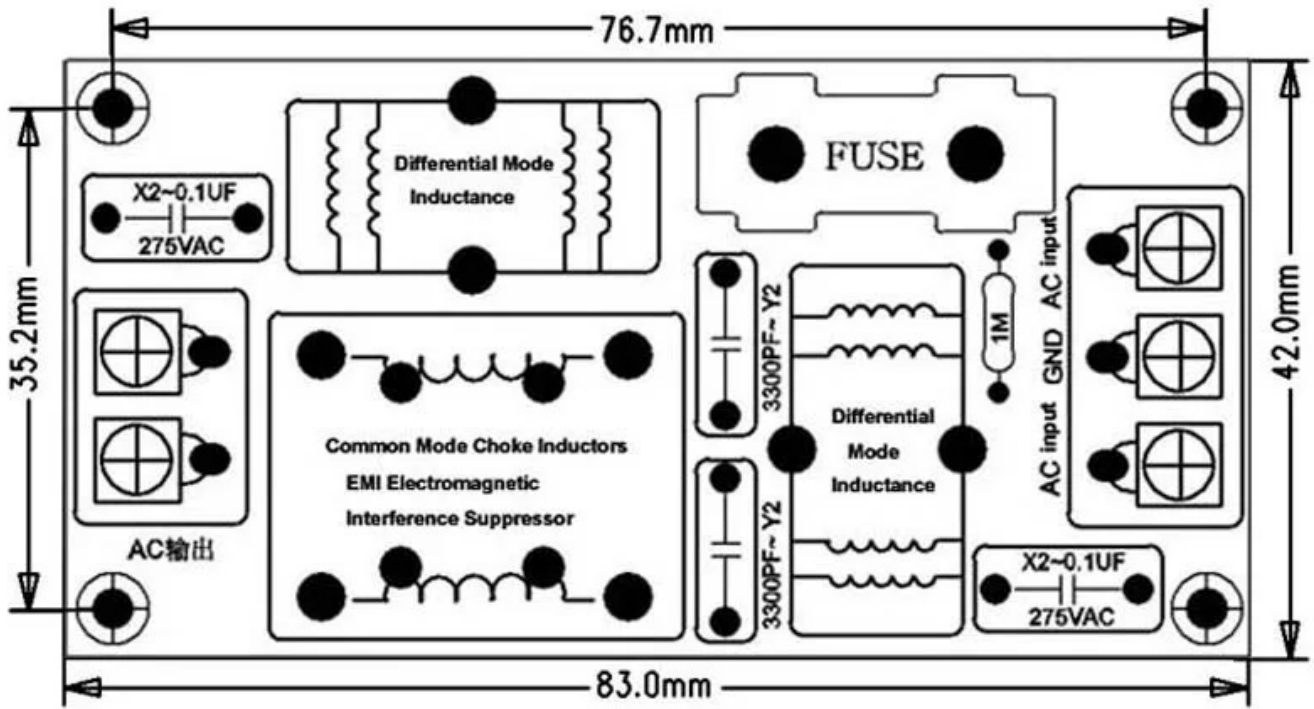 76.7mm
Differential Mode
Inductance
FUSE
X2~0.1UF
275VAC
35.2mm
42.0mm
AC input
GND
AC input
1M
3300PF~ Y2
3300PF~ Y2
Differential
Mode
Inductance
Common Mode Choke Inductors
EMI Electromagnetic
Interference Suppressor
AC输出
X2~0.1UF
275VAC
83.0mm